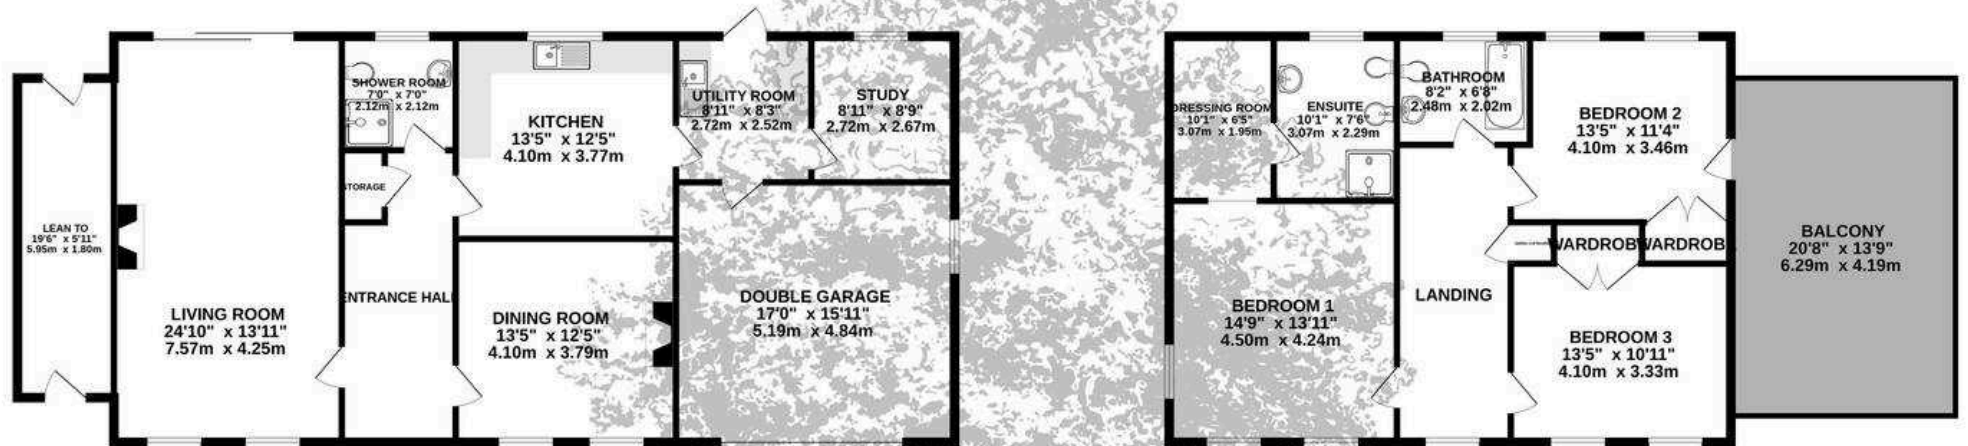 LEAN TO
19'6" x 5'11"
5.95m x 1.80m
LIVING ROOM
24'10" x 13'11"
7.57m x 4.25m
SHOWER ROOM
7'0" x 7'0"
2.12m x 2.12m
STORAGE
ENTRANCE HALL
KITCHEN
13'5" x 12'5"
4.10m x 3.77m
DINING ROOM
13'5" x 12'5"
4.10m x 3.79m
UTILITY ROOM
8'11" x 8'3"
2.72m x 2.52m
STUDY
8'11" x 8'9"
2.72m x 2.67m
DOUBLE GARAGE
17'0" x 15'11"
5.19m x 4.84m
DRESSING ROOM
10'1" x 6'5"
3.07m x 1.95m
ENSUITE
10'1" x 7'6"
3.07m x 2.29m
BATHROOM
8'2" x 6'8"
2.48m x 2.02m
BEDROOM 2
13'5" x 11'4"
4.10m x 3.46m
WARDROB
WARDROB
BEDROOM 1
14'9" x 13'11"
4.50m x 4.24m
LANDING
BEDROOM 3
13'5" x 10'11"
4.10m x 3.33m
BALCONY
20'8" x 13'9"
6.29m x 4.19m